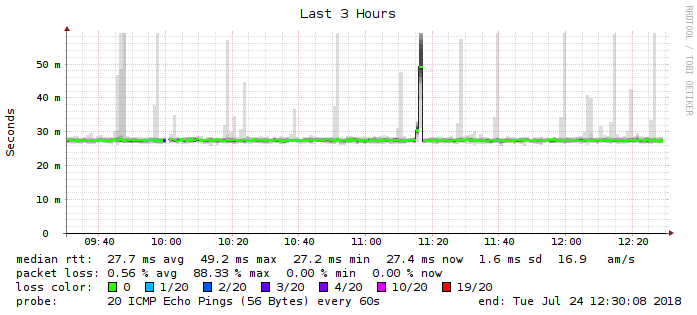 Last 3 Hours
RRDTOOL / TOBI OETIKER
Seconds
50 m
40 m
30 m
20 m
10 m
0
09:40 10:00 10:20 10:40 11:00 11:20 11:40 12:00 12:20
median rtt: 27.7 ms avg 49.2 ms max 27.2 ms min 27.4 ms now 1.6 ms sd 16.9 am/s
packet loss: 0.56 % avg 88.33 % max 0.00 % min 0.00 % now
loss color: 0 1/20 2/20 3/20 4/20 10/20 19/20
probe: 20 ICMP Echo Pings (56 Bytes) every 60s end: Tue Jul 24 12:30:08 2018